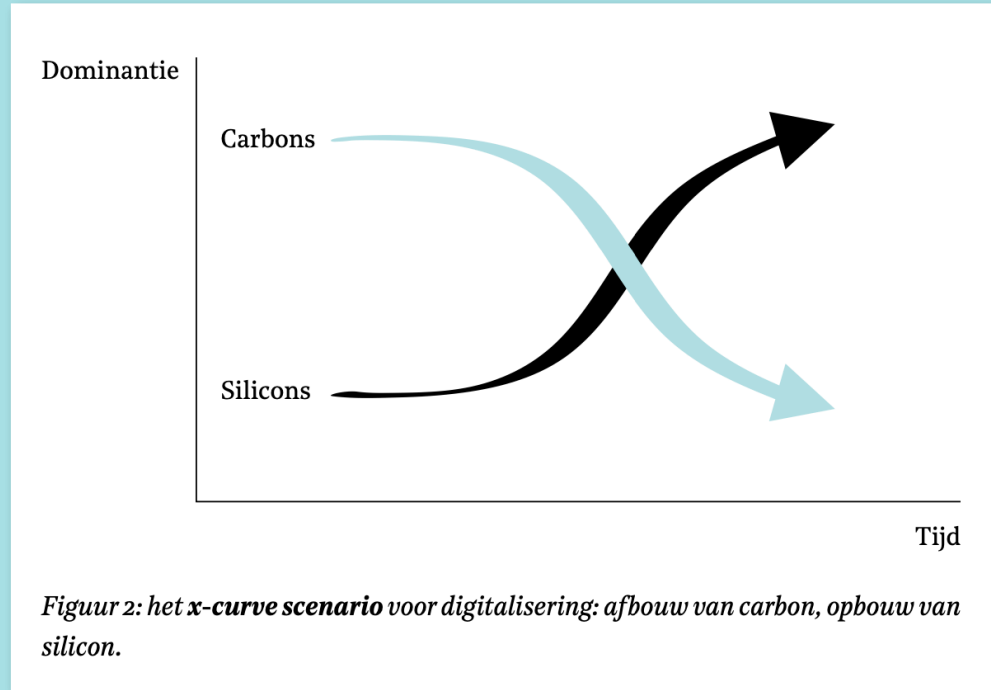 Dominantie
Carbons
Silicons
Tijd
Figuur 2: het x-curve scenario voor digitalisering: afbouw van carbon, opbouw van
silicon.